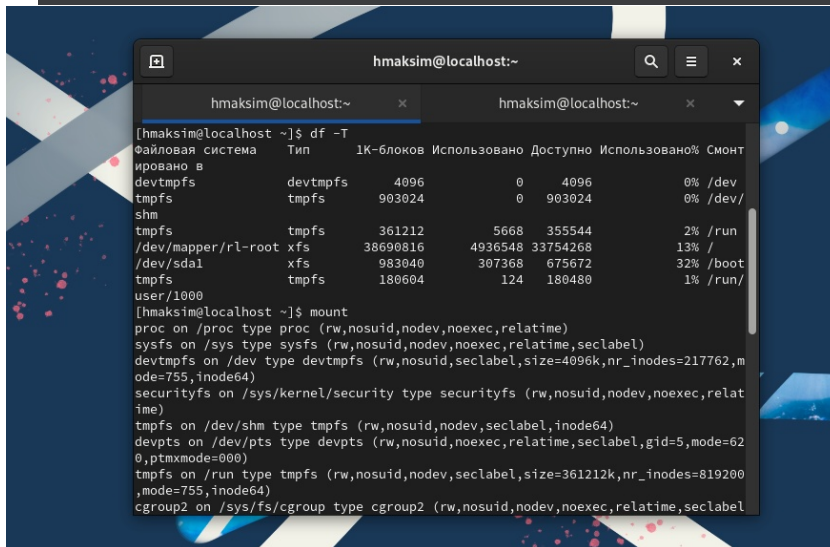 hmaksim@localhost:~
hmaksim@localhost:~ hmaksim@localhost:~
[hmaksim@localhost ~]$ df -T
Файловая система Тип 1K-блоков Использовано Доступно Использовано% Смонт
ировано в
devtmpfs devtmpfs 4096 0 4096 0% /dev
tmpfs tmpfs 903024 0 903024 0% /dev/
shm
tmpfs tmpfs 361212 5668 355544 2% /run
/dev/mapper/rl-root xfs 38690816 4936548 33754268 13% /
/dev/sda1 xfs 983040 307368 675672 32% /boot
tmpfs tmpfs 180604 124 180480 1% /run/
user/1000
[hmaksim@localhost ~]$ mount
proc on /proc type proc (rw,nosuid,nodev,noexec,relatime)
sysfs on /sys type sysfs (rw,nosuid,nodev,noexec,relatime,seclabel)
devtmpfs on /dev type devtmpfs (rw,nosuid,seclabel,size=4096k,nr_inodes=217762,m
ode=755,inode64)
securityfs on /sys/kernel/security type securityfs (rw,nosuid,nodev,noexec,relat
ime)
tmpfs on /dev/shm type tmpfs (rw,nosuid,nodev,seclabel,inode64)
devpts on /dev/pts type devpts (rw,nosuid,noexec,relatime,seclabel,gid=5,mode=62
0,ptmxmode=000)
tmpfs on /run type tmpfs (rw,nosuid,nodev,seclabel,size=361212k,nr_inodes=819200
,mode=755,inode64)
cgroup2 on /sys/fs/cgroup type cgroup2 (rw,nosuid,nodev,noexec,relatime,seclabel